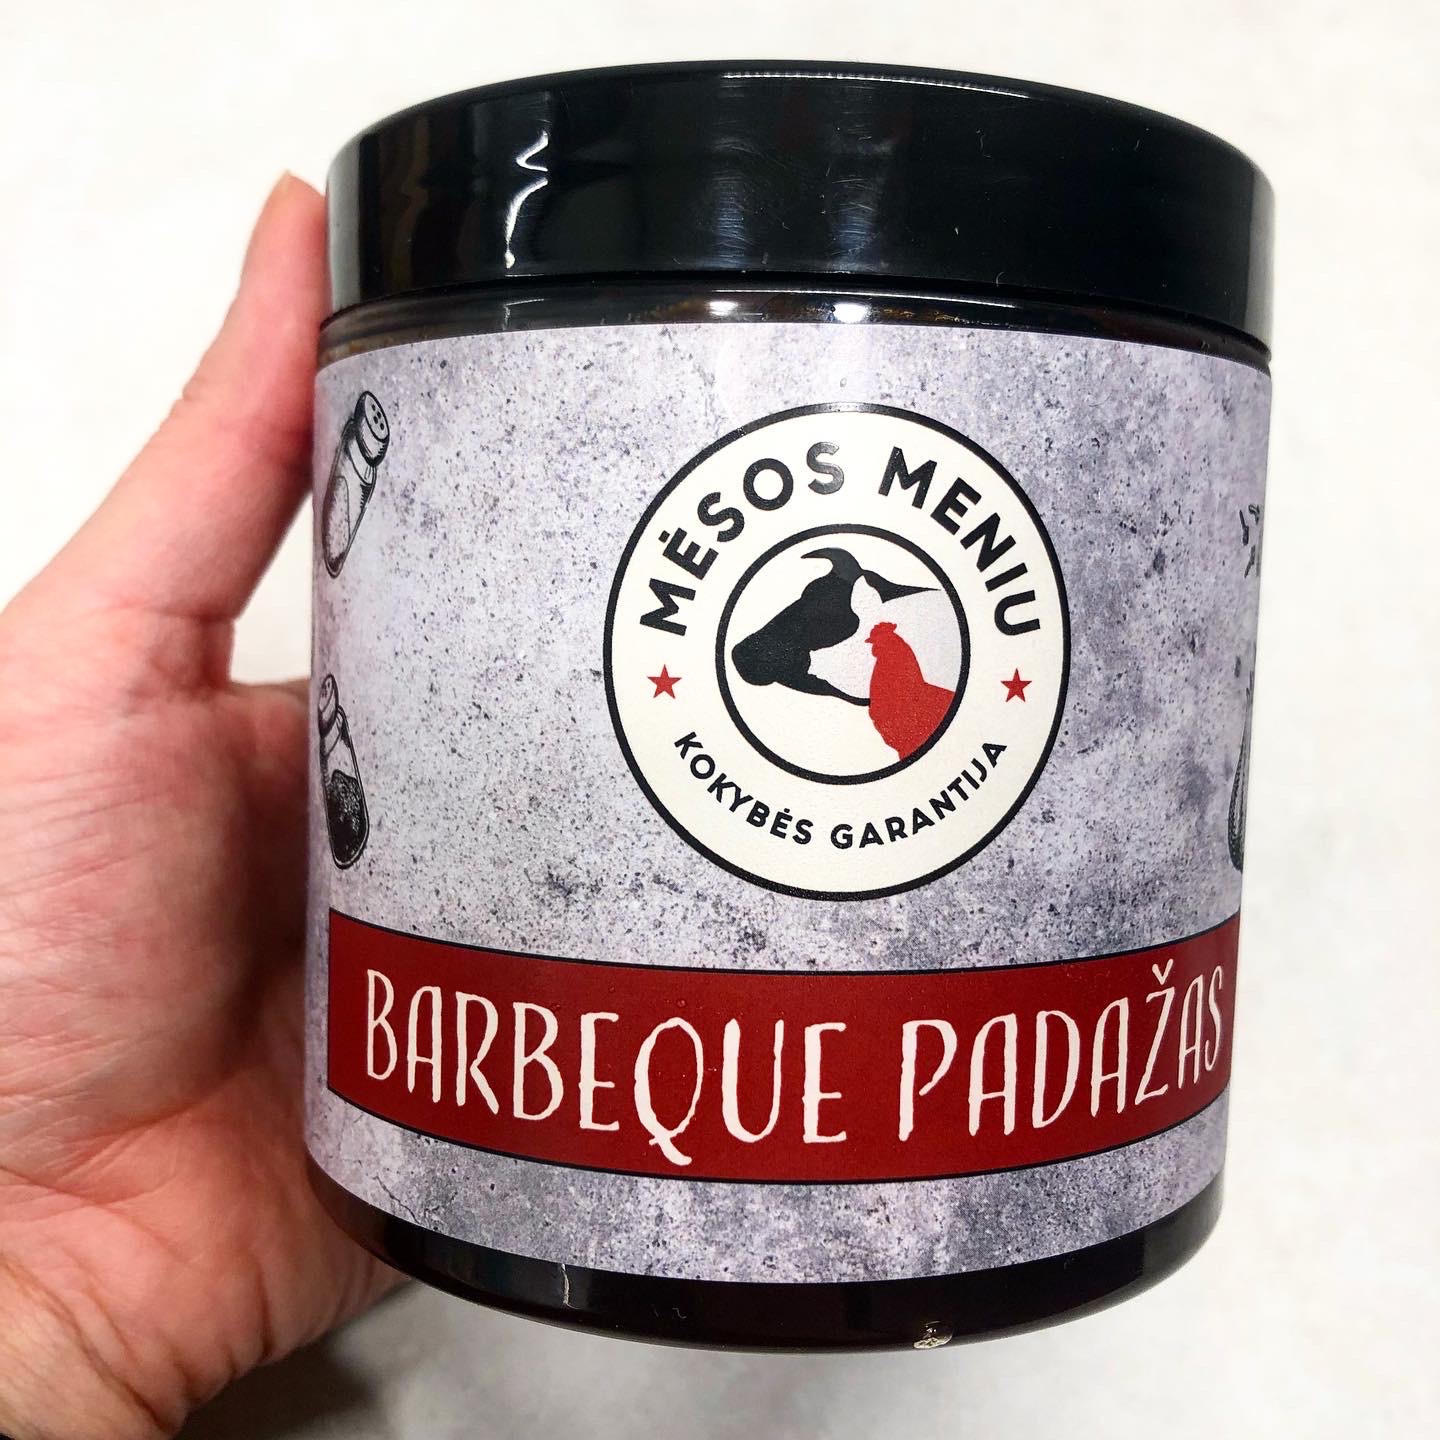 MĖSOS MENIU
KOKYBĖS GARANTIJA
BARBEQUE PADAŽAS